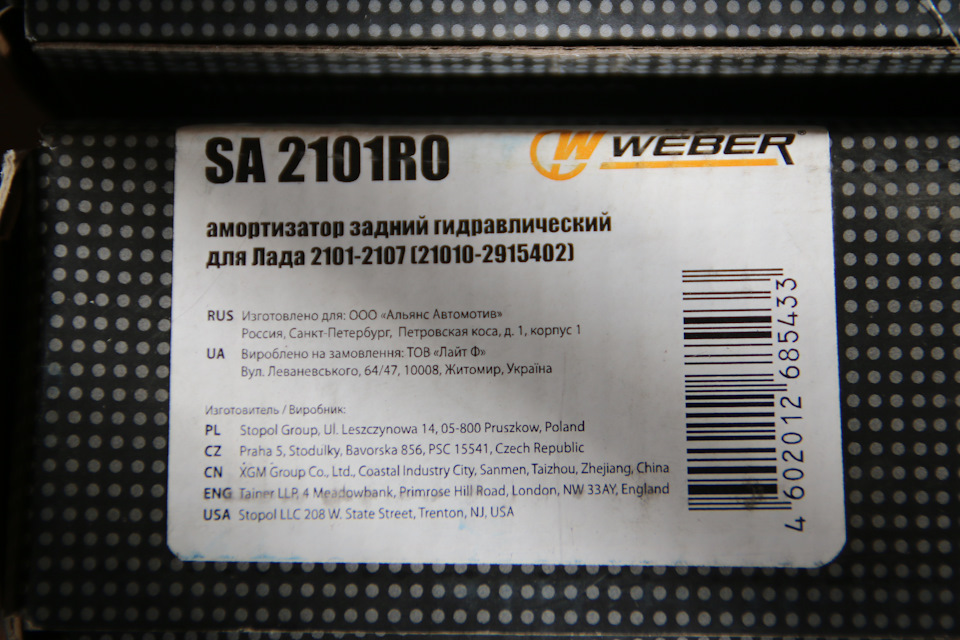 SA 2101RO
W WEBER
амортизатор задний гидравлический
для Лада 2101-2107 (21010-2915402)
RUS Изготовлено для: ООО «Альянс Автомотив»
Россия, Санкт-Петербург, Петровская коса, д. 1, корпус 1
UA Вироблено на замовлення: ТОВ «Лайт Ф»
Вул. Леваневського, 64/47, 10008, Житомир, Україна
Изготовитель / Виробник:
PL Stopol Group, Ul. Leszczynowa 14, 05-800 Pruszkow, Poland
CZ Praha 5, Stodulky, Bavorska 856, PSC 15541, Czech Republic
CN XGM Group Co., Ltd., Coastal Industry City, Sanmen, Taizhou, Zhejiang, China
ENG Tainer LLP, 4 Meadowbank, Primrose Hill Road, London, NW 33AY, England
USA Stopol LLC 208 W. State Street, Trenton, NJ, USA
4 602012 685433